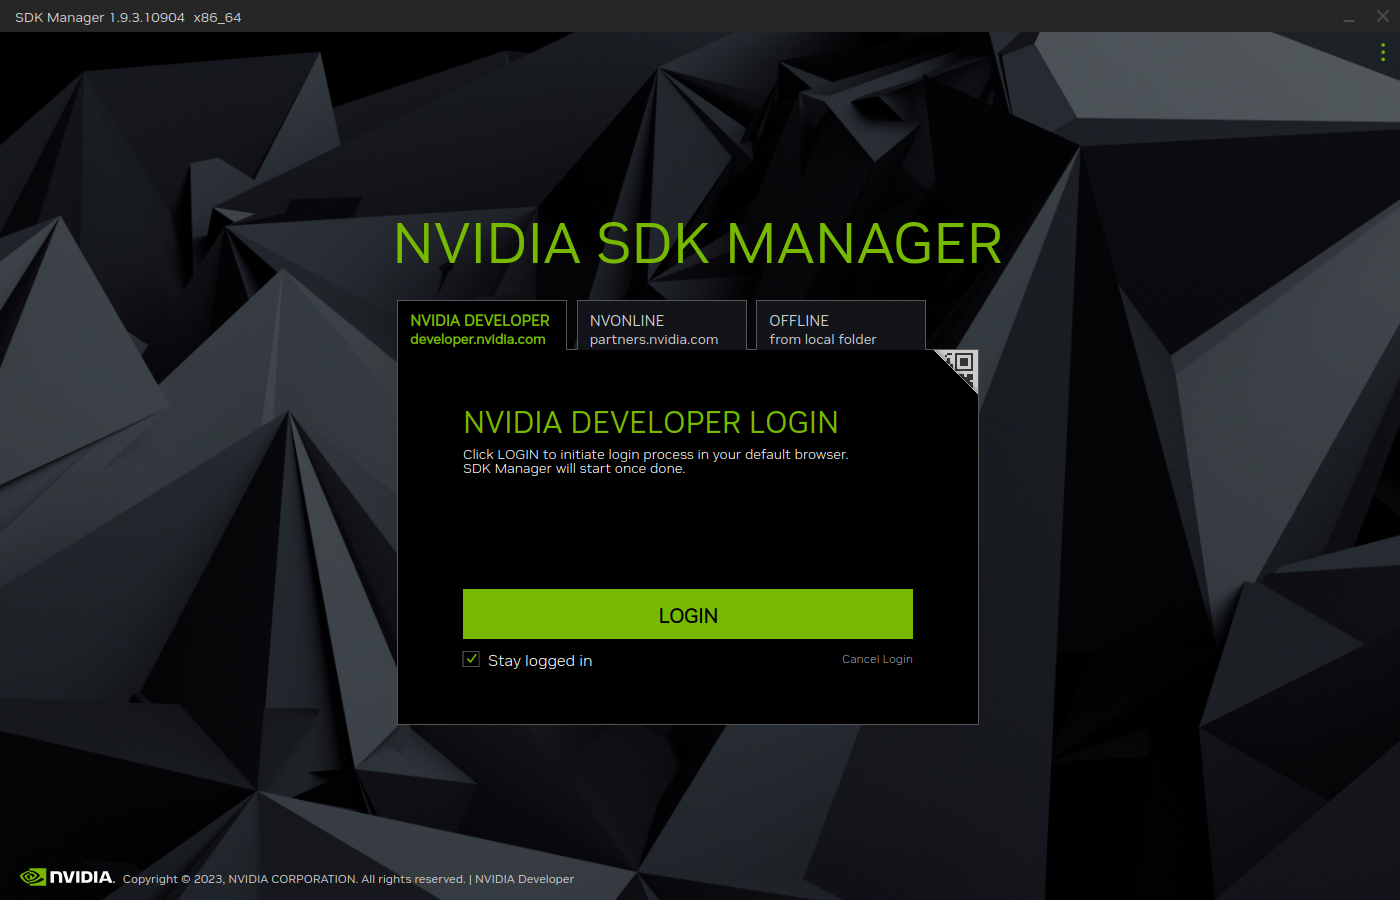 SDK Manager 1.9.3.10904 x86_64
NVIDIA SDK MANAGER
NVIDIA DEVELOPER
developer.nvidia.com
NVONLINE
partners.nvidia.com
OFFLINE
from local folder
NVIDIA DEVELOPER LOGIN
Click LOGIN to initiate login process in your default browser.
SDK Manager will start once done.
LOGIN
Stay logged in
Cancel Login
NVIDIA. Copyright © 2023, NVIDIA CORPORATION. All rights reserved. | NVIDIA Developer